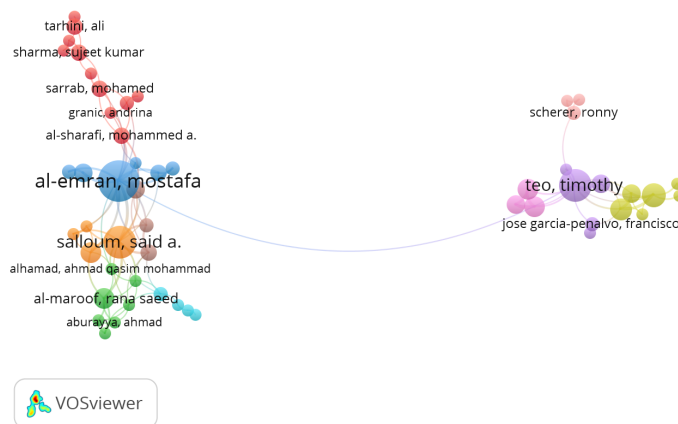 tarhini, ali
sharma, sujeet kumar
sarrab, mohamed
granic, andrina
al-sharafi, mohammed a.
al-emran, mostafa
salloum, said a.
alhamad, ahmad qasim mohammad
al-maroof, rana saeed
aburayya, ahmad
scherer, ronny
teo, timothy
jose garcia-penalvo, francisco
VOSviewer